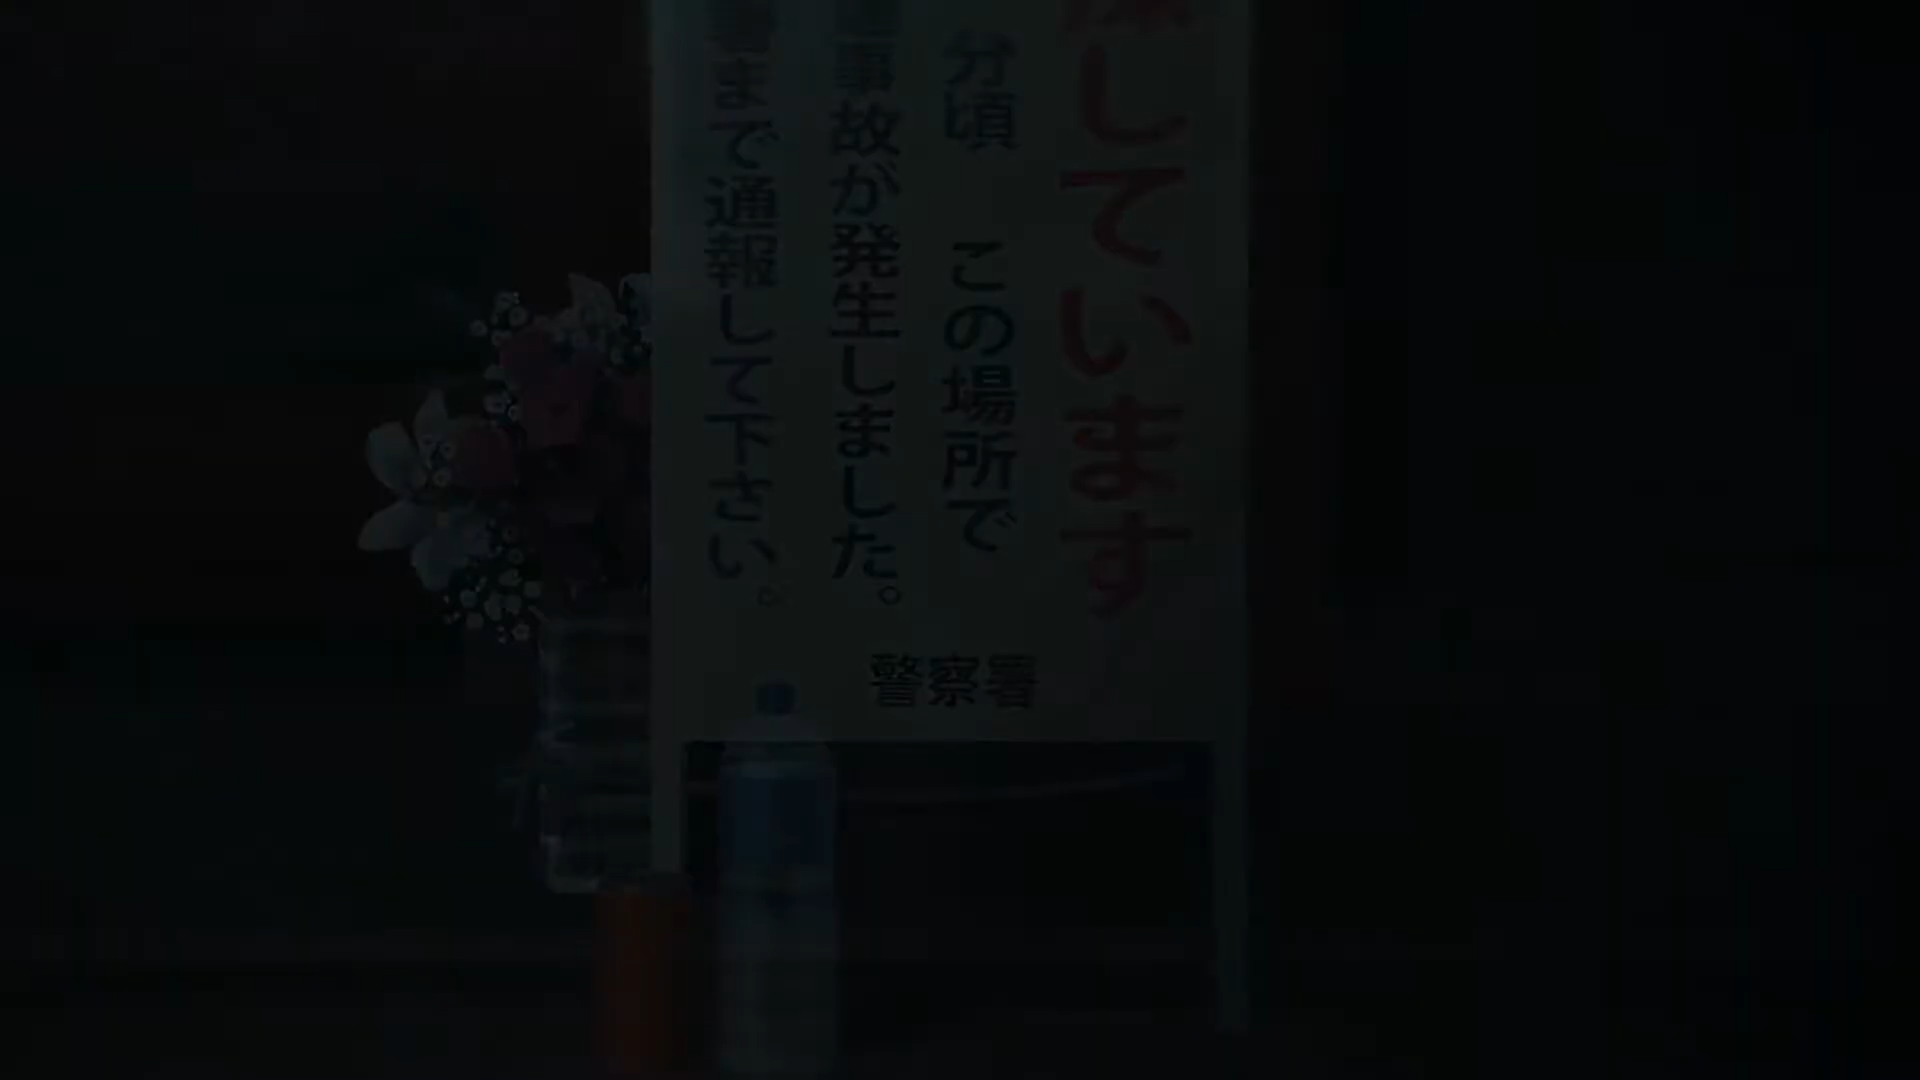 しています
分頃 この場所で
事故が発生しました。
署まで通報して下さい。
警察署